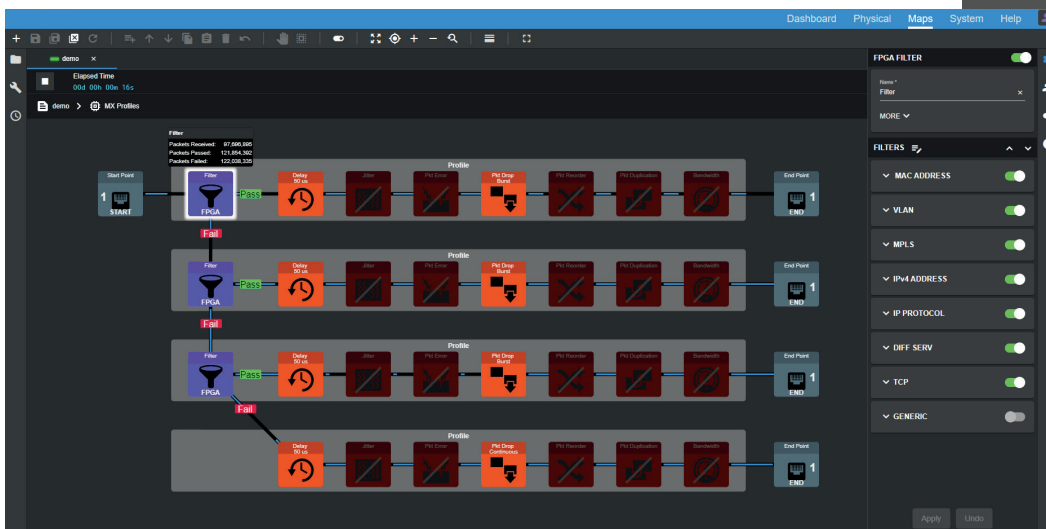 Dashboard Physical Maps System Help
demo ×
Elapsed Time
00d 00h 00m 16s
demo > MX Profiles
Filter
Packets Received: 97,696,895
Packets Passed: 121,854,392
Packets Failed: 122,038,335
Profile
Start Point
1
START
Filter
FPGA
Pass
Delay
50 us
Jitter
Pkt Error
Pkt Drop
Burst
Pkt Reorder
Pkt Duplication
Bandwidth
End Point
1
END
Fail
Profile
Filter
FPGA
Pass
Delay
50 us
Jitter
Pkt Error
Pkt Drop
Burst
Pkt Reorder
Pkt Duplication
Bandwidth
End Point
1
END
Fail
Profile
Filter
FPGA
Pass
Delay
50 us
Jitter
Pkt Error
Pkt Drop
Burst
Pkt Reorder
Pkt Duplication
Bandwidth
End Point
1
END
Fail
Profile
Delay
50 us
Jitter
Pkt Error
Pkt Drop
Continuous
Pkt Reorder
Pkt Duplication
Bandwidth
End Point
1
END
FPGA FILTER
Name *
Filter ×
MORE
FILTERS
MAC ADDRESS
VLAN
MPLS
IPv4 ADDRESS
IP PROTOCOL
DIFF SERV
TCP
GENERIC
Apply Undo